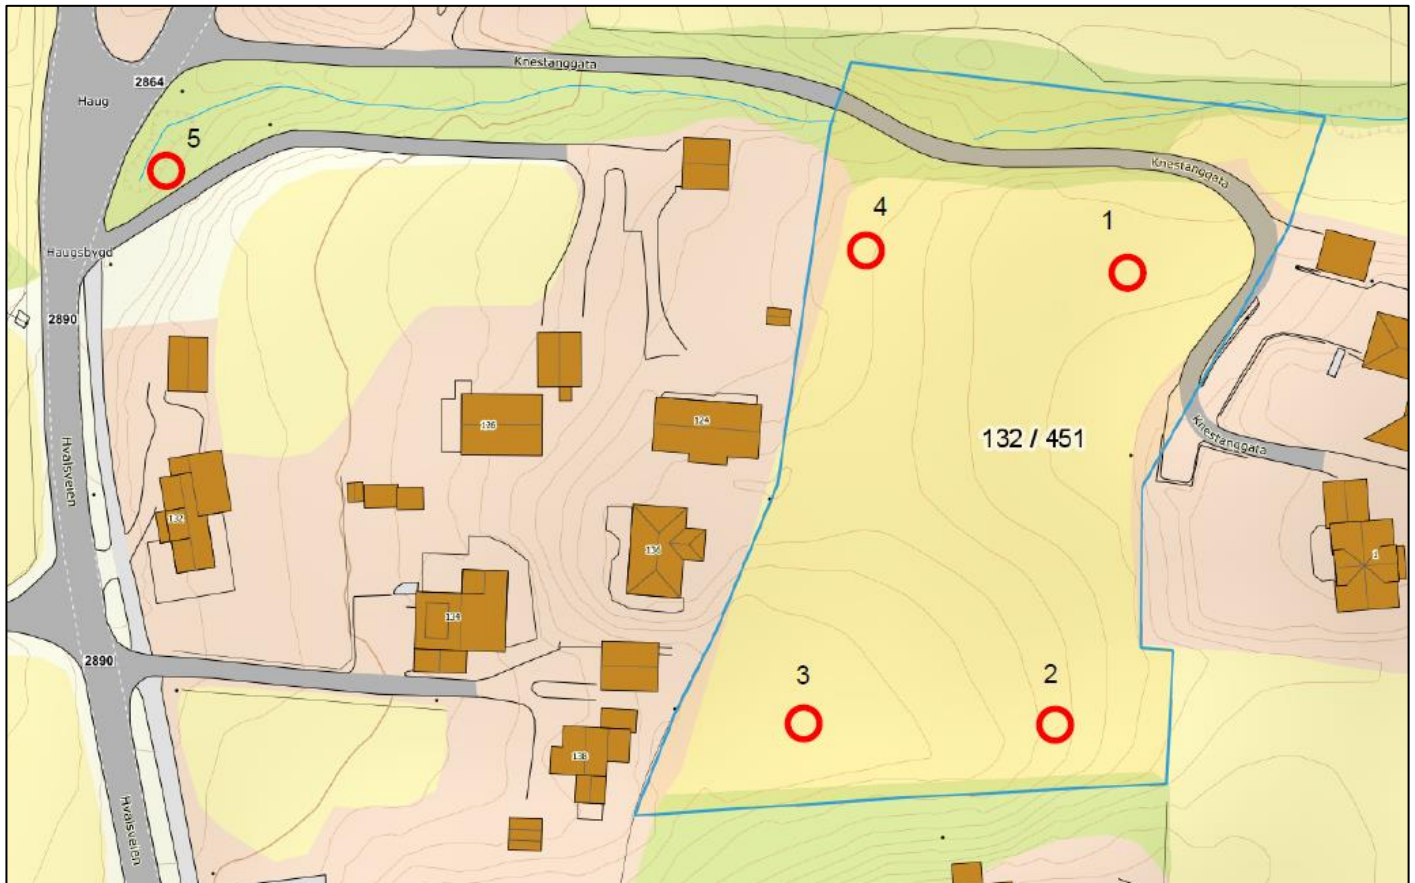 Knestanggata
2864
Haug
5
Knestanggata
4
1
Haugsbygd
2890
126
124
132 / 451
Knestanggata
Hvalsveien
132
136
1
134
2890
3
2
138
Hvalsveien